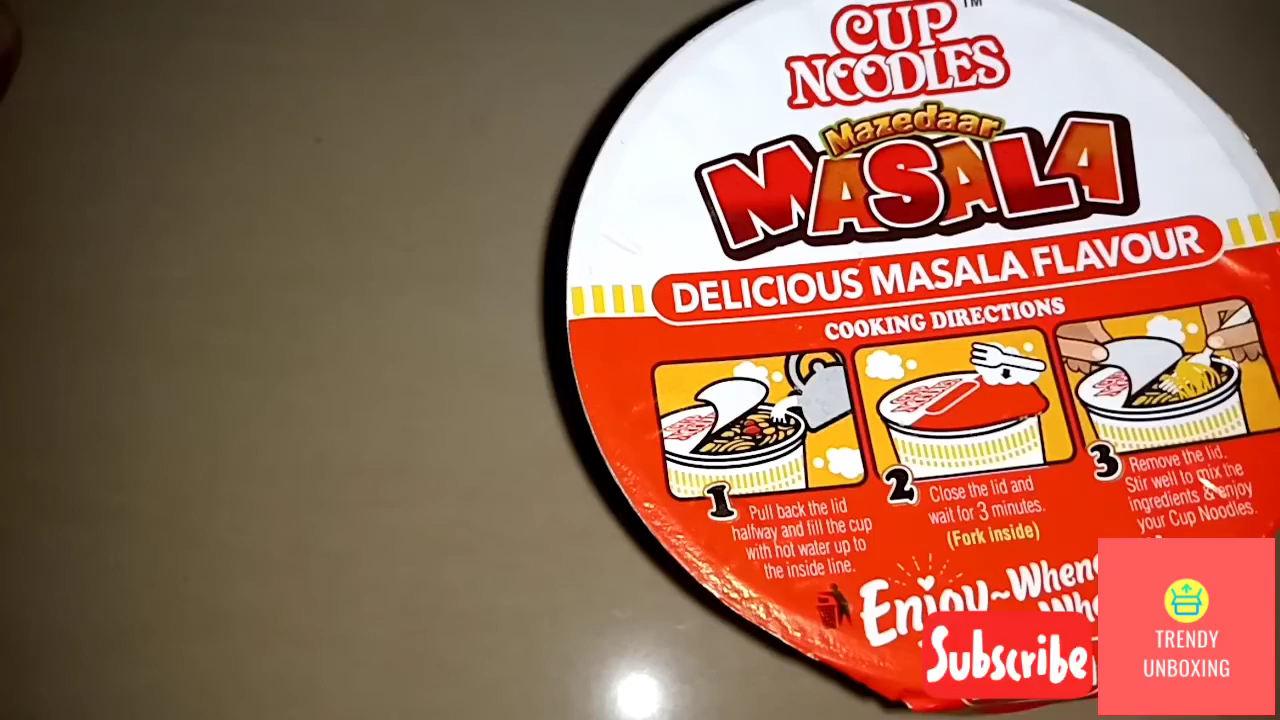 CUP™
NOODLES
Mazedaar
MASALA
DELICIOUS MASALA FLAVOUR
COOKING DIRECTIONS
1
Pull back the lid
halfway and fill the cup
with hot water up to
the inside line.
2
Close the lid and
wait for 3 minutes.
(Fork inside)
3
Remove the lid.
Stir well to mix the
ingredients & enjoy
your Cup Noodles.
Enjoy~
Subscribe
TRENDY
UNBOXING